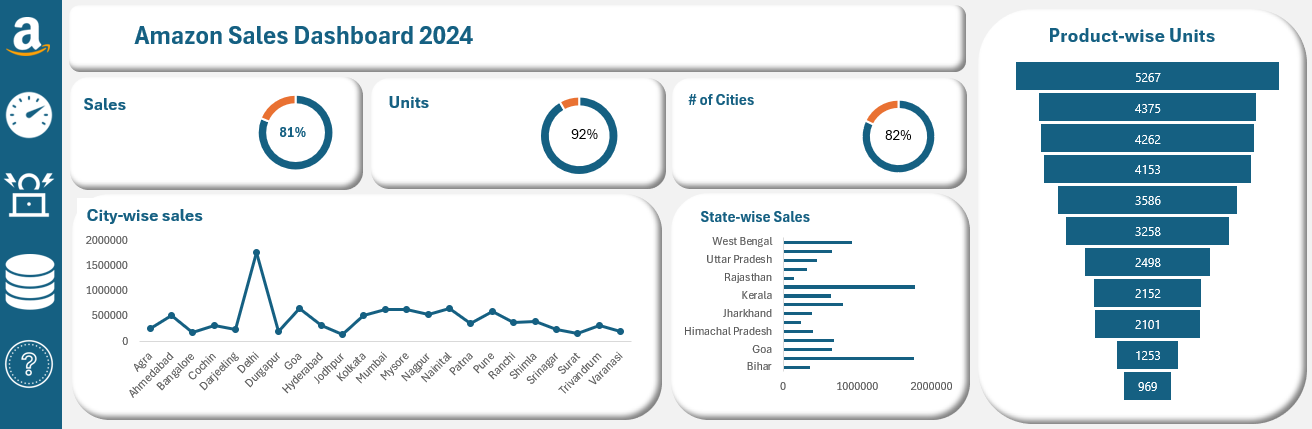 a
Amazon Sales Dashboard 2024
Sales
81%
Units
92%
# of Cities
82%
City-wise sales
2000000
1500000
1000000
500000
0
Agra
Ahmedabad
Bangalore
Cochin
Darjeeling
Delhi
Durgapur
Goa
Hyderabad
Jodhpur
Kolkata
Mumbai
Mysore
Nagpur
Nainital
Patna
Pune
Ranchi
Shimla
Srinagar
Surat
Trivandrum
Varanasi
State-wise Sales
West Bengal
Uttar Pradesh
Rajasthan
Kerala
Jharkhand
Himachal Pradesh
Goa
Bihar
0 1000000 2000000
Product-wise Units
5267
4375
4262
4153
3586
3258
2498
2152
2101
1253
969
?